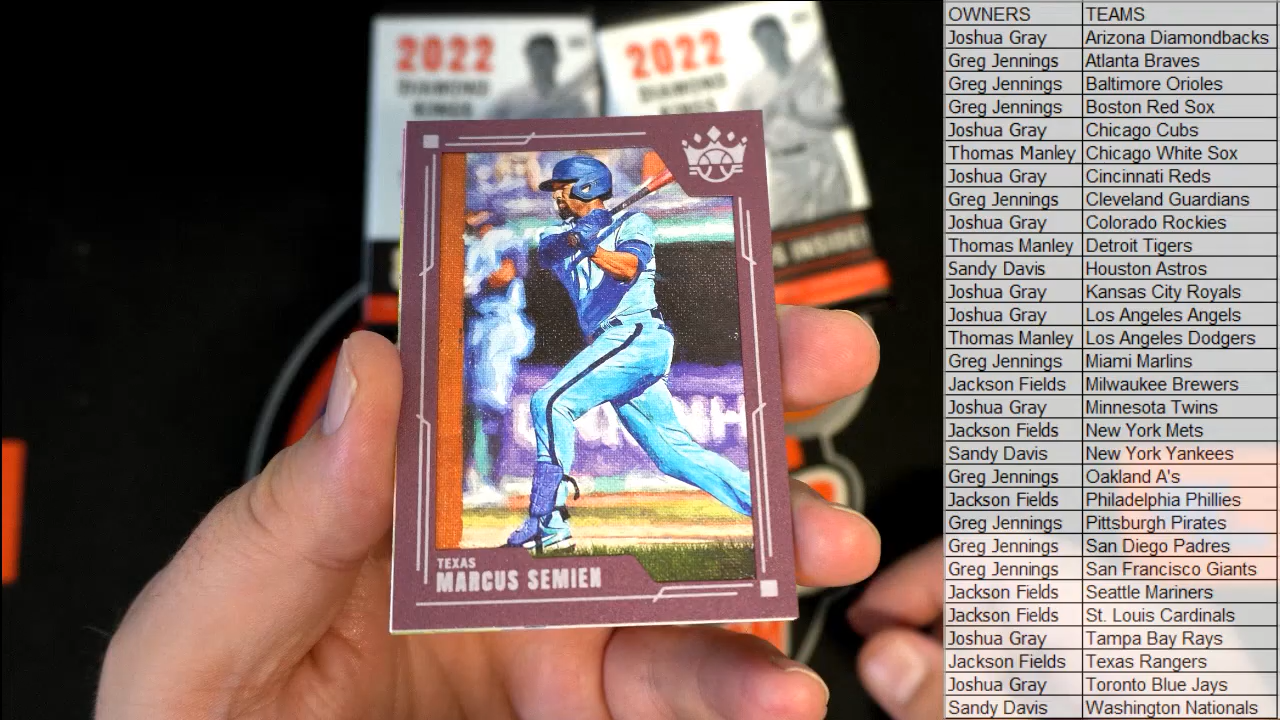 2022
DIAMOND
KINGS
2022
DIAMOND
INSIDE!
TEXAS
MARCUS SEMIEN
OWNERS TEAMS
Joshua Gray Arizona Diamondbacks
Greg Jennings Atlanta Braves
Greg Jennings Baltimore Orioles
Greg Jennings Boston Red Sox
Joshua Gray Chicago Cubs
Thomas Manley Chicago White Sox
Joshua Gray Cincinnati Reds
Greg Jennings Cleveland Guardians
Joshua Gray Colorado Rockies
Thomas Manley Detroit Tigers
Sandy Davis Houston Astros
Joshua Gray Kansas City Royals
Joshua Gray Los Angeles Angels
Thomas Manley Los Angeles Dodgers
Greg Jennings Miami Marlins
Jackson Fields Milwaukee Brewers
Joshua Gray Minnesota Twins
Jackson Fields New York Mets
Sandy Davis New York Yankees
Greg Jennings Oakland A's
Jackson Fields Philadelphia Phillies
Greg Jennings Pittsburgh Pirates
Greg Jennings San Diego Padres
Greg Jennings San Francisco Giants
Jackson Fields Seattle Mariners
Jackson Fields St. Louis Cardinals
Joshua Gray Tampa Bay Rays
Jackson Fields Texas Rangers
Joshua Gray Toronto Blue Jays
Sandy Davis Washington Nationals